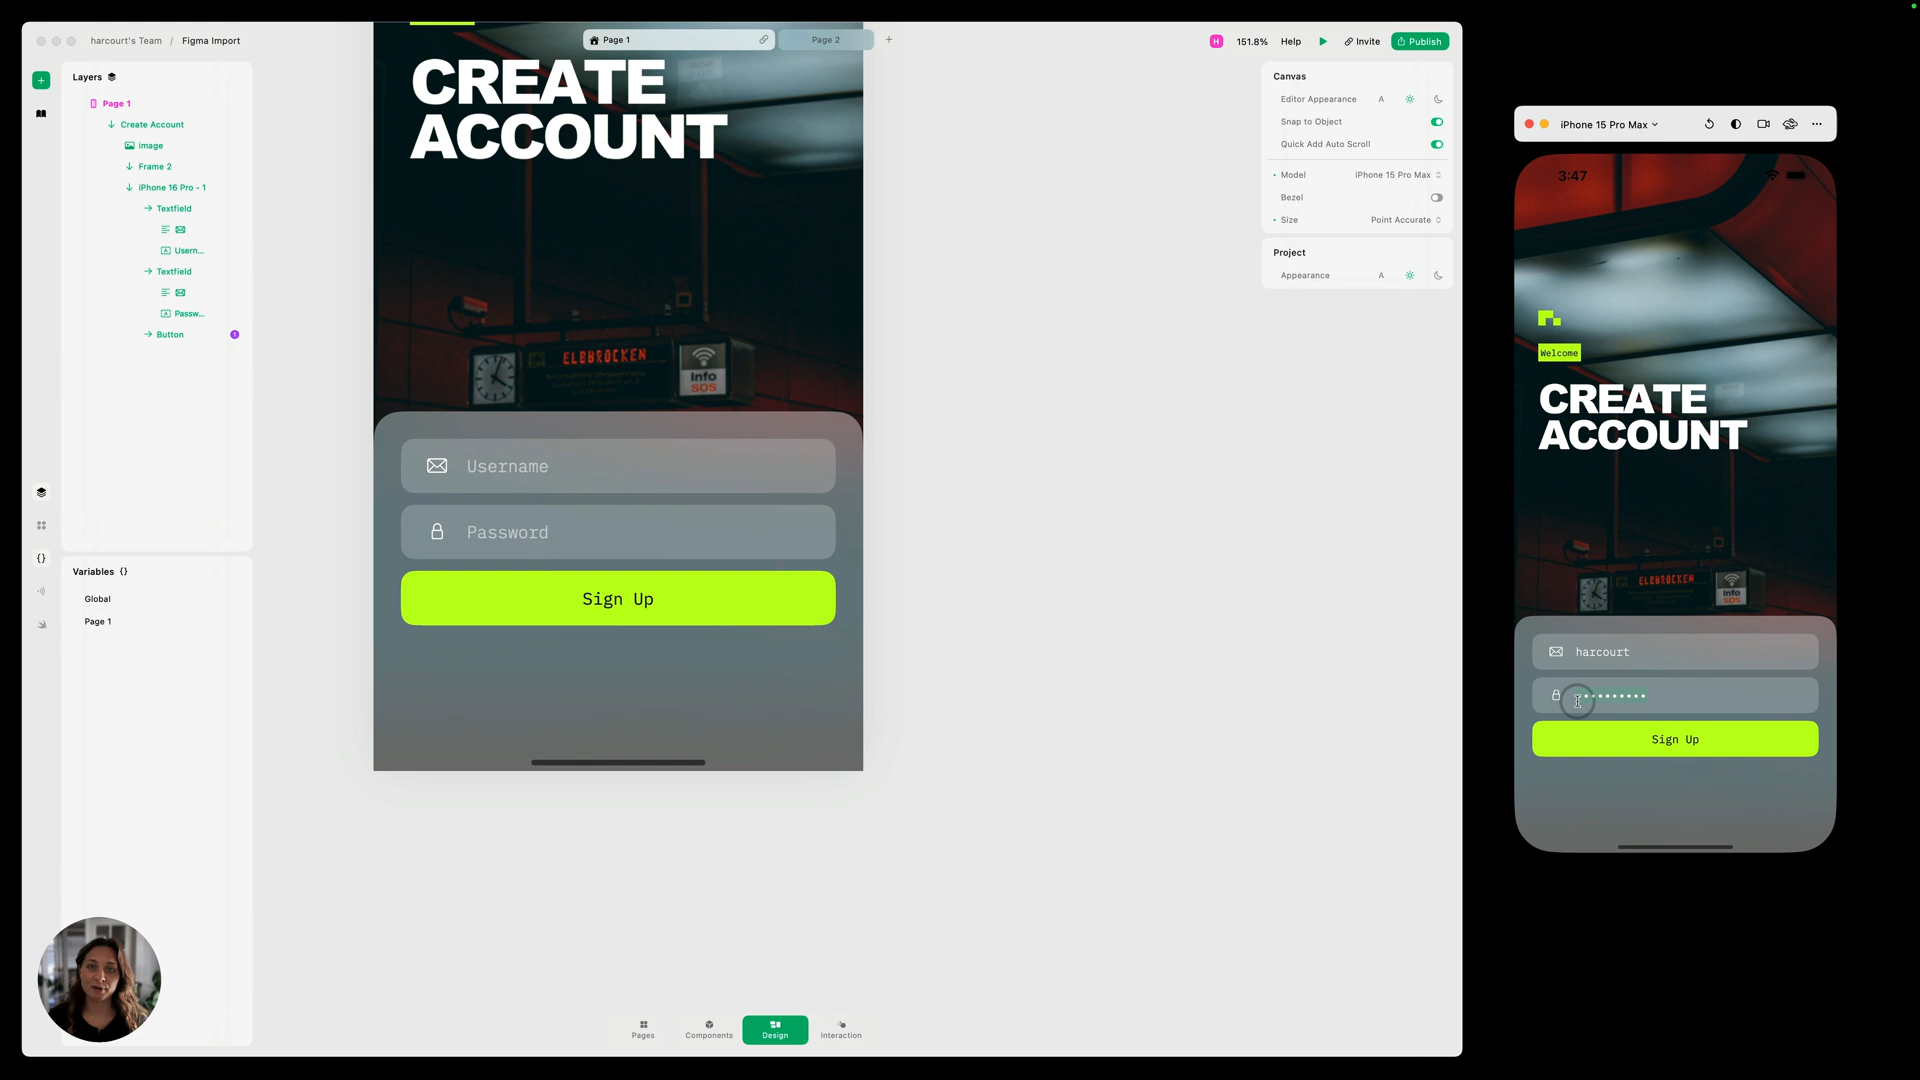 harcourt's Team / Figma Import
Page 1
Page 2
H
151.8%
Help
Invite
Publish
Layers
Page 1
Create Account
image
Frame 2
iPhone 16 Pro - 1
Textfield
Usern...
Textfield
Passw...
Button
1
Variables {}
Global
Page 1
CREATE
ACCOUNT
ELBBRÜCKEN
Info
SOS
Username
Password
Sign Up
Pages
Components
Design
Interaction
Canvas
Editor Appearance A
Snap to Object
Quick Add Auto Scroll
Model iPhone 15 Pro Max
Bezel
Size Point Accurate
Project
Appearance A
iPhone 15 Pro Max
3:47
Welcome
CREATE
ACCOUNT
ELBBRÜCKEN
Info
SOS
harcourt
Sign Up